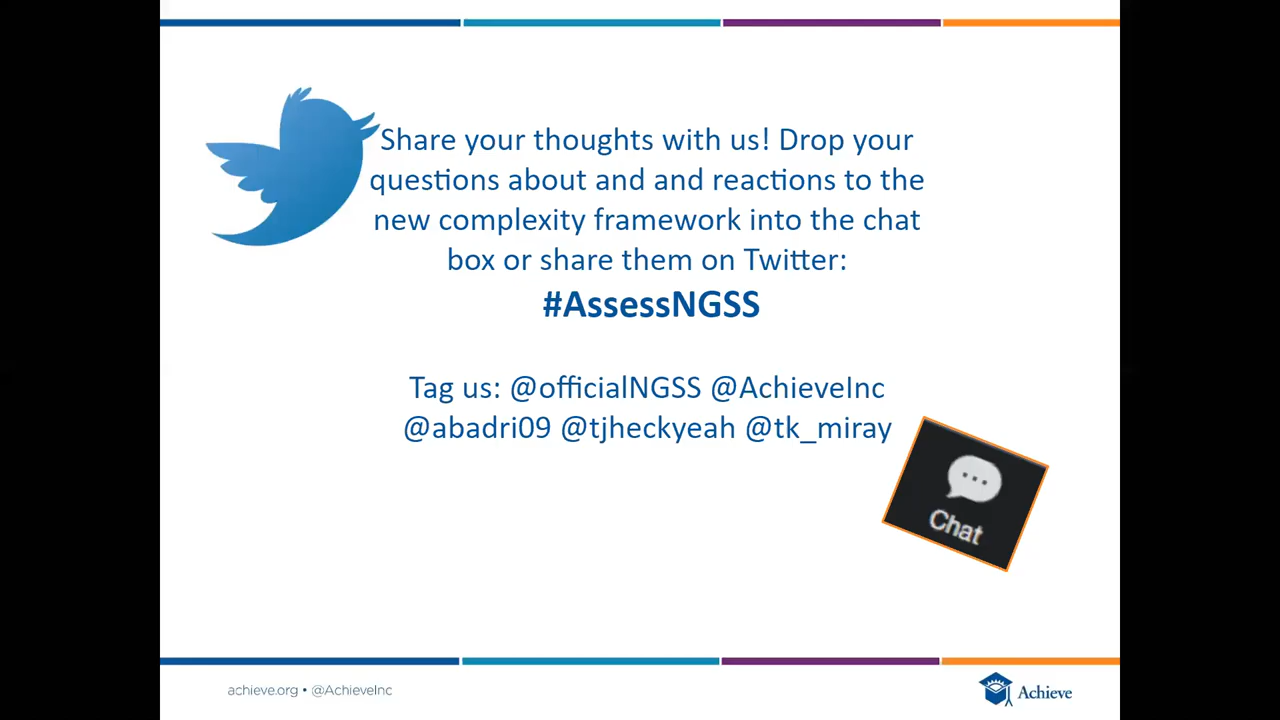 Share your thoughts with us! Drop your
questions about and and reactions to the
new complexity framework into the chat
box or share them on Twitter:
#AssessNGSS
Tag us: @officialNGSS @AchieveInc
@abadri09 @tjheckyeah @tk_miray
Chat
achieve.org • @AchieveInc
Achieve